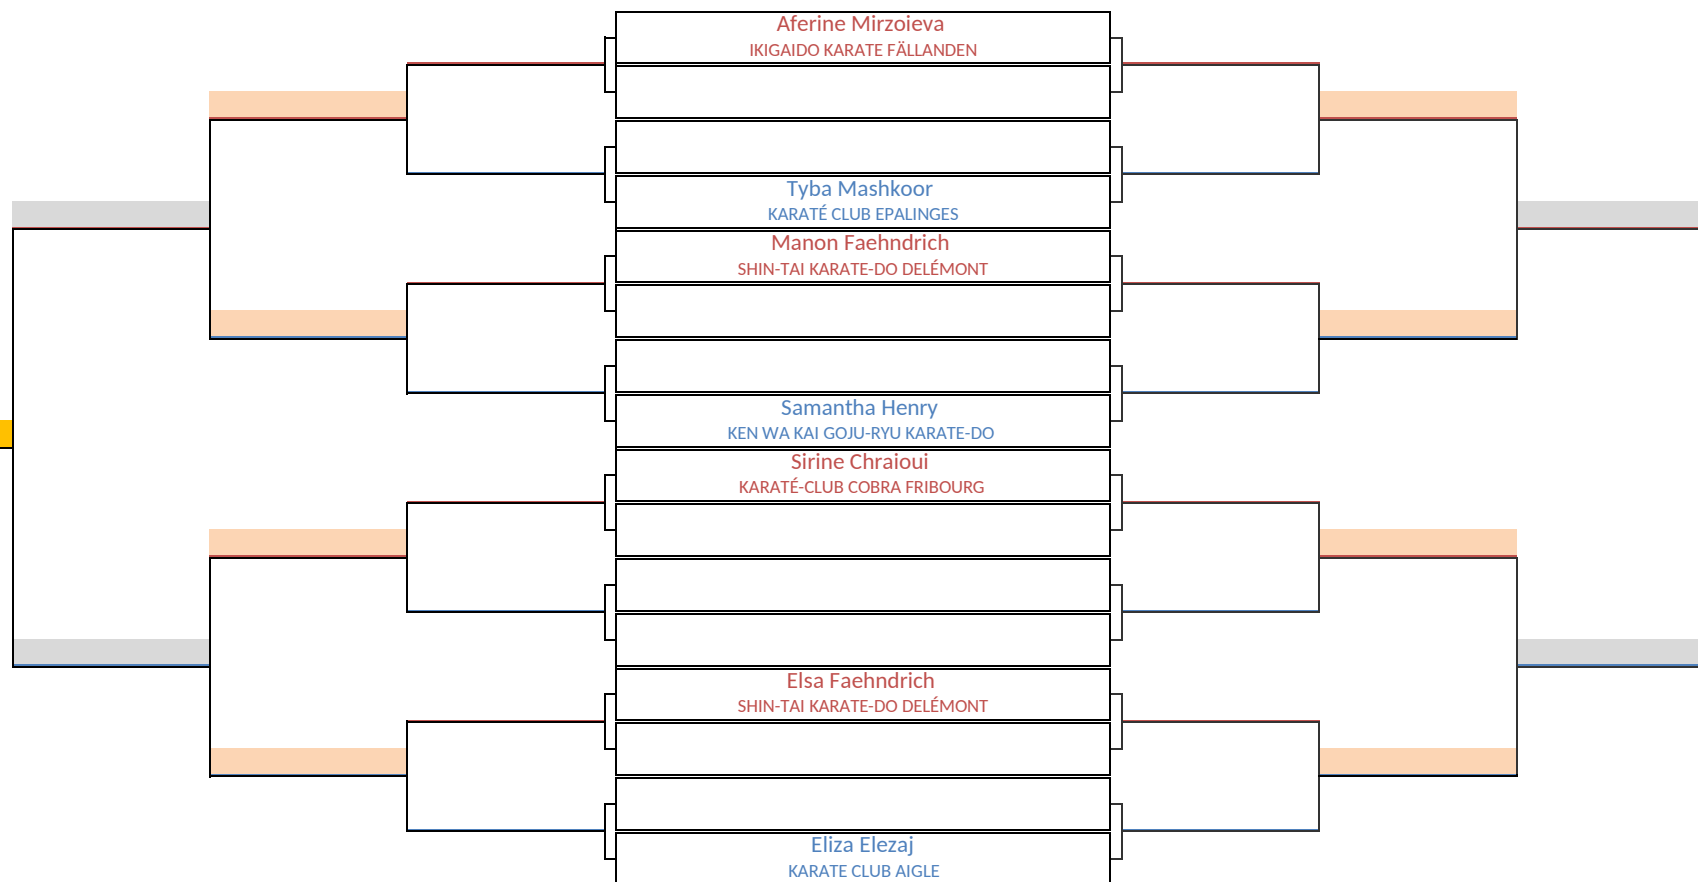 Aferine Mirzoieva
IKIGAIDO KARATE FÄLLANDEN
Tyba Mashkoor
KARATÉ CLUB EPALINGES
Manon Faehndrich
SHIN-TAI KARATE-DO DELÉMONT
Samantha Henry
KEN WA KAI GOJU-RYU KARATE-DO
Sirine Chraioui
KARATÉ-CLUB COBRA FRIBOURG
Elsa Faehndrich
SHIN-TAI KARATE-DO DELÉMONT
Eliza Elezaj
KARATE CLUB AIGLE